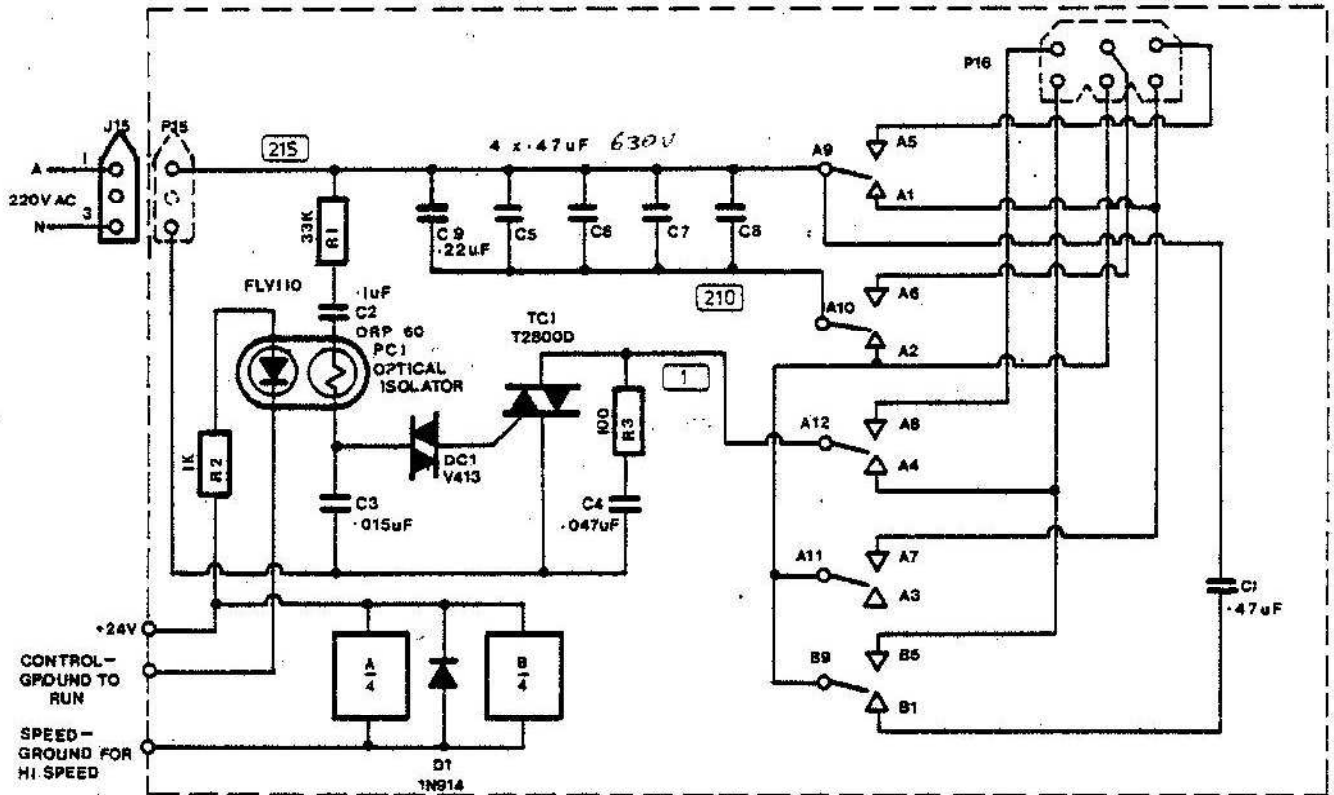 P16
J15
P15
215
4 x .47uF 630V
A9
A5
A
1
220V AC
N
3
A1
33K
R1
C9
.22uF
C5
C6
C7
C8
FLV110
.1uF
C2
ORP 60
PC1
OPTICAL
ISOLATOR
210
A10
A6
A2
TC1
T2800D
1
1K
R2
DC1
V413
100
R3
A12
A8
A4
C3
.015uF
C4
.047uF
A11
A7
A3
C1
.47uF
+24V
CONTROL-
GROUND TO
RUN
A
4
B
4
B9
B5
B1
SPEED-
GROUND FOR
HI SPEED
D1
1N914